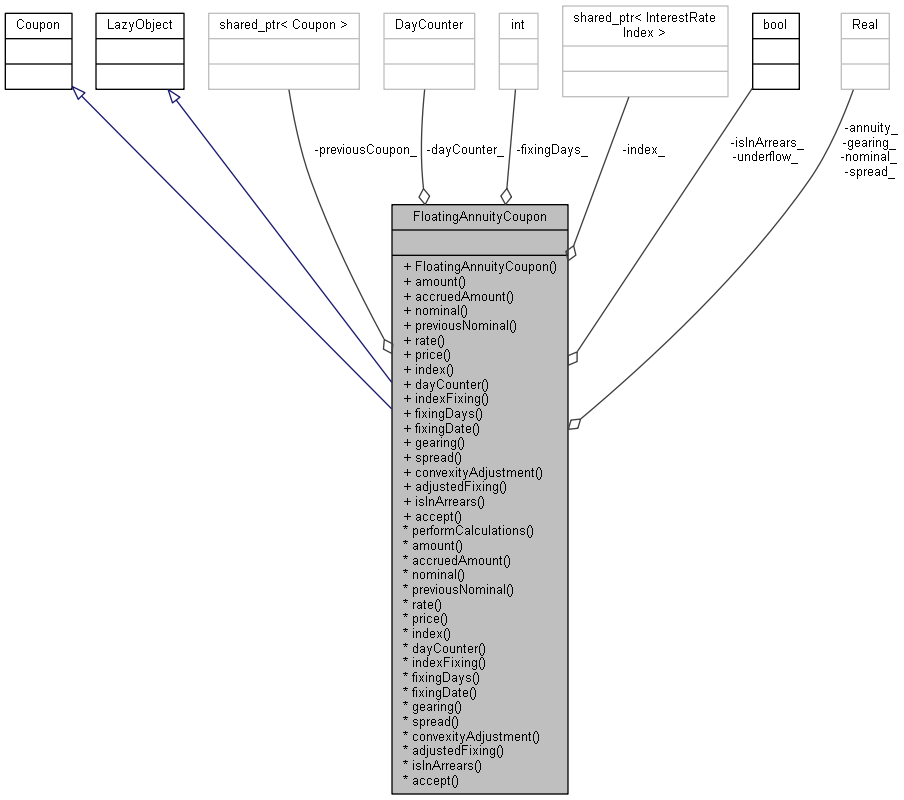 Coupon
LazyObject
shared_ptr< Coupon >
DayCounter
int
shared_ptr< InterestRate
Index >
bool
Real
-previousCoupon_
-dayCounter_
-fixingDays_
-index_
-isInArrears_
-underflow_
-annuity_
-gearing_
-nominal_
-spread_
FloatingAnnuityCoupon
+ FloatingAnnuityCoupon()
+ amount()
+ accruedAmount()
+ nominal()
+ previousNominal()
+ rate()
+ price()
+ index()
+ dayCounter()
+ indexFixing()
+ fixingDays()
+ fixingDate()
+ gearing()
+ spread()
+ convexityAdjustment()
+ adjustedFixing()
+ isInArrears()
+ accept()
* performCalculations()
* amount()
* accruedAmount()
* nominal()
* previousNominal()
* rate()
* price()
* index()
* dayCounter()
* indexFixing()
* fixingDays()
* fixingDate()
* gearing()
* spread()
* convexityAdjustment()
* adjustedFixing()
* isInArrears()
* accept()